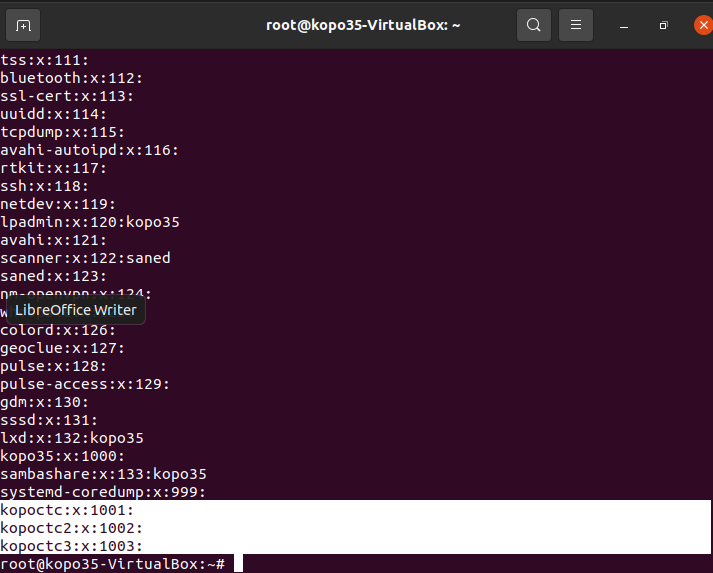 root@kopo35-VirtualBox: ~
tss:x:111:
bluetooth:x:112:
ssl-cert:x:113:
uuidd:x:114:
tcpdump:x:115:
avahi-autoipd:x:116:
rtkit:x:117:
ssh:x:118:
netdev:x:119:
lpadmin:x:120:kopo35
avahi:x:121:
scanner:x:122:saned
saned:x:123:
nm-openvpn:x:124:
LibreOffice Writer
colord:x:126:
geoclue:x:127:
pulse:x:128:
pulse-access:x:129:
gdm:x:130:
sssd:x:131:
lxd:x:132:kopo35
kopo35:x:1000:
sambashare:x:133:kopo35
systemd-coredump:x:999:
kopoctc:x:1001:
kopoctc2:x:1002:
kopoctc3:x:1003:
root@kopo35-VirtualBox:~#